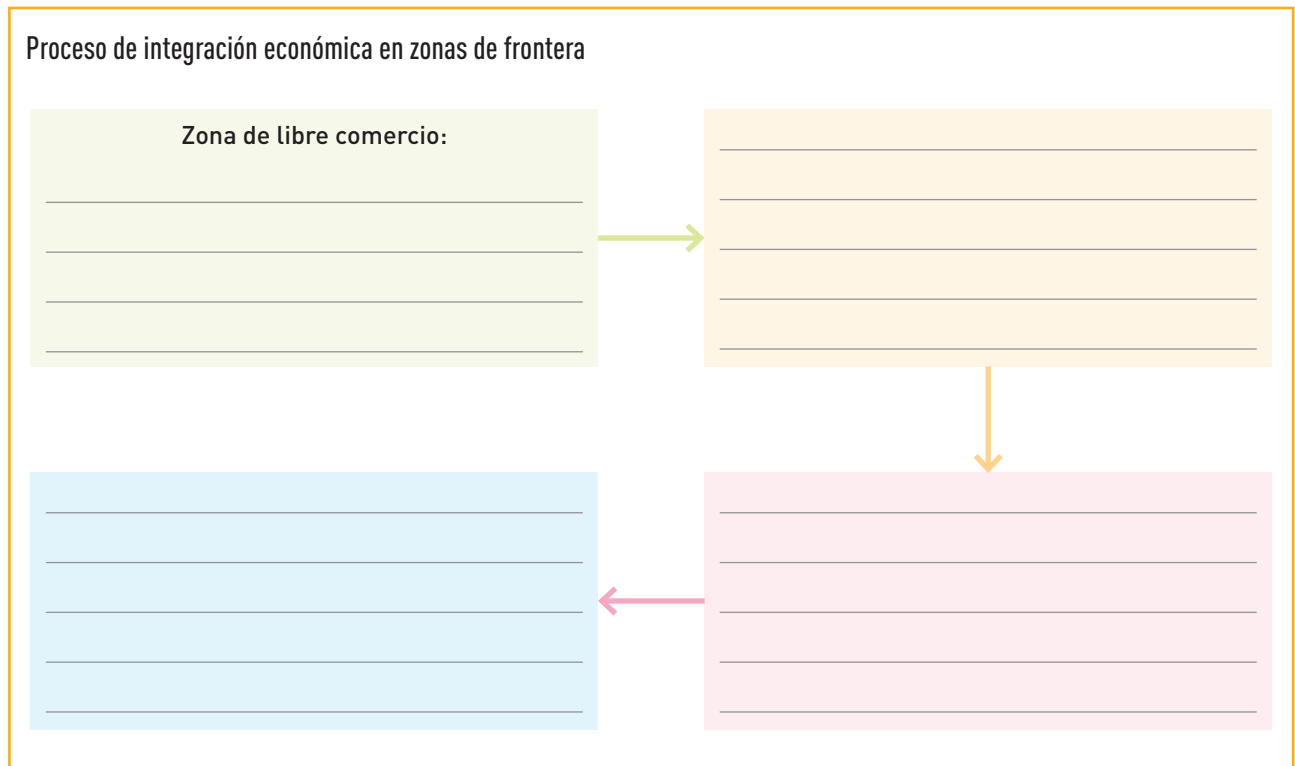 Proceso de integración económica en zonas de frontera
Zona de libre comercio: